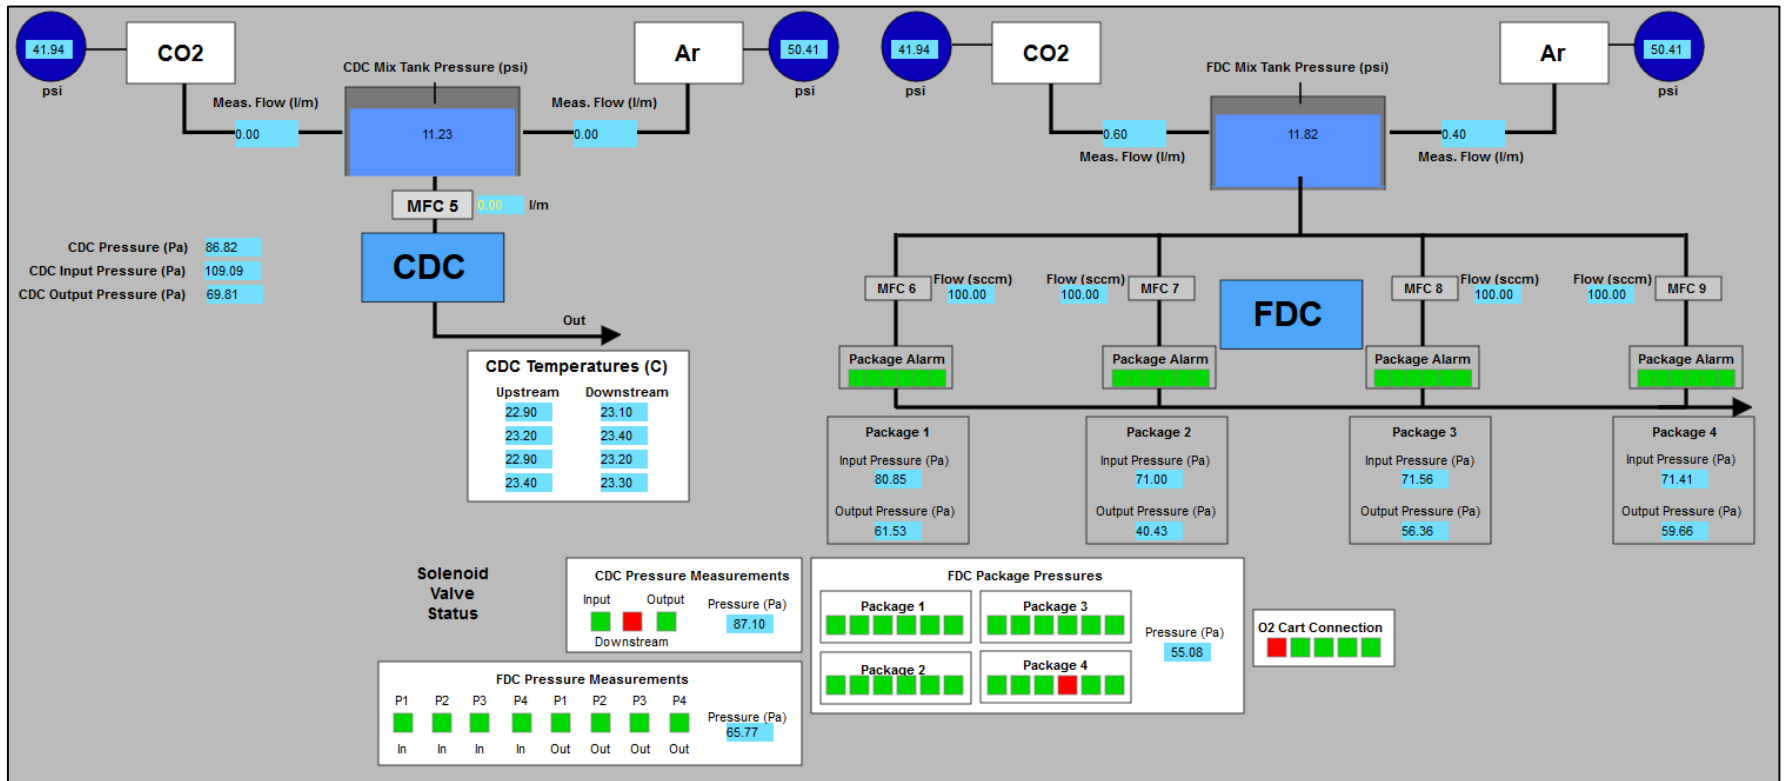 41.94
psi
CO2
Ar
50.41
psi
CDC Mix Tank Pressure (psi)
Meas. Flow (l/m)
Meas. Flow (l/m)
0.00
11.23
0.00
MFC 5
0.00
l/m
CDC Pressure (Pa)
86.82
CDC Input Pressure (Pa)
109.09
CDC Output Pressure (Pa)
69.81
CDC
Out
CDC Temperatures (C)
Upstream
Downstream
22.90
23.10
23.20
23.40
22.90
23.20
23.40
23.30
41.94
psi
CO2
Ar
50.41
psi
FDC Mix Tank Pressure (psi)
0.60
11.82
0.40
Meas. Flow (l/m)
Meas. Flow (l/m)
MFC 6
Flow (sccm)
100.00
Flow (sccm)
100.00
MFC 7
FDC
MFC 8
Flow (sccm)
100.00
Flow (sccm)
100.00
MFC 9
Package Alarm
Package Alarm
Package Alarm
Package Alarm
Package 1
Input Pressure (Pa)
80.85
Output Pressure (Pa)
61.53
Package 2
Input Pressure (Pa)
71.00
Output Pressure (Pa)
40.43
Package 3
Input Pressure (Pa)
71.56
Output Pressure (Pa)
56.36
Package 4
Input Pressure (Pa)
71.41
Output Pressure (Pa)
59.66
Solenoid
Valve
Status
CDC Pressure Measurements
Input
Output
Downstream
Pressure (Pa)
87.10
FDC Package Pressures
Package 1
Package 3
Package 2
Package 4
Pressure (Pa)
55.08
O2 Cart Connection
FDC Pressure Measurements
P1 P2 P3 P4 P1 P2 P3 P4
In In In In Out Out Out Out
Pressure (Pa)
65.77